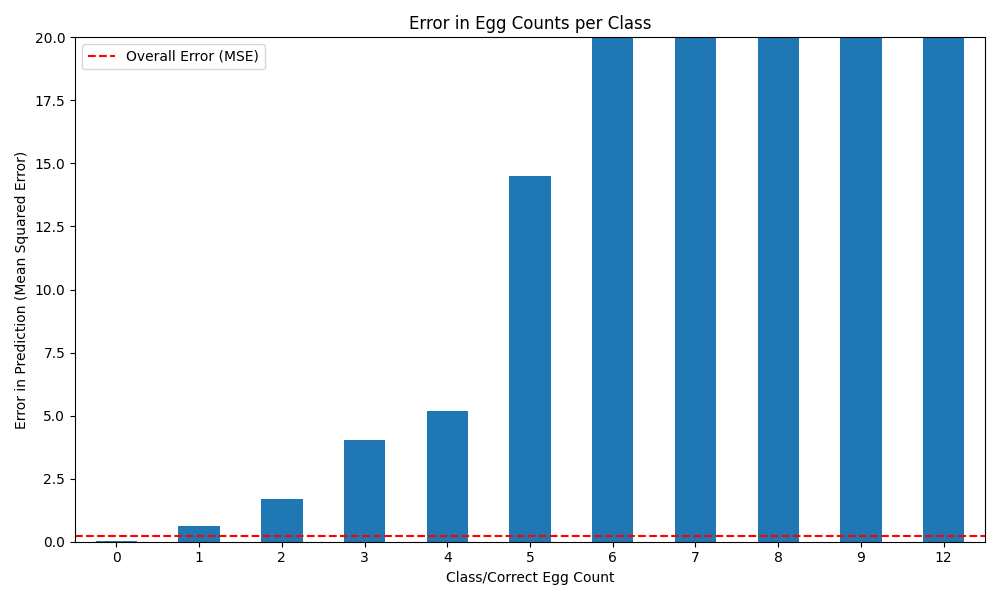 Error in Egg Counts per Class
Overall Error (MSE)
Error in Prediction (Mean Squared Error)
20.0
17.5
15.0
12.5
10.0
7.5
5.0
2.5
0.0
0 1 2 3 4 5 6 7 8 9 12
Class/Correct Egg Count